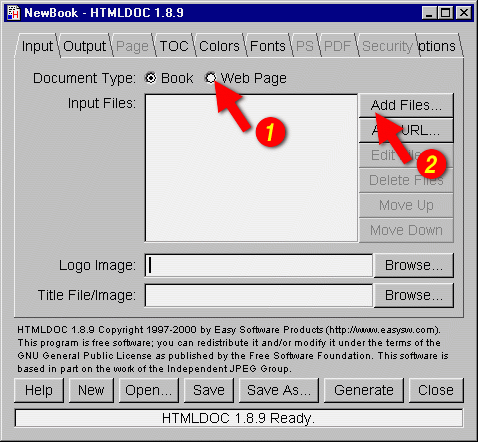 NewBook - HTMLDOC 1.8.9
Input Output Page TOC Colors Fonts PS PDF Security ptions
Document Type: Book Web Page
1
Input Files: Add Files...
URL...
2
Edit
Delete Files
Move Up
Move Down
Logo Image: Browse...
Title File/Image: Browse...
HTMLDOC 1.8.9 Copyright 1997-2000 by Easy Software Products (http://www.easysw.com).
This program is free software; you can redistribute it and/or modify it under the terms of the
GNU General Public License as published by the Free Software Foundation. This software is
based in part on the work of the Independent JPEG Group.
Help New Open... Save Save As... Generate Close
HTMLDOC 1.8.9 Ready.